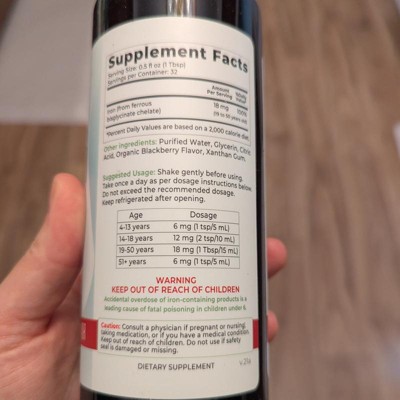 Supplement Facts
Serving Size: 0.5 fl oz (1 Tbsp)
Servings per Container: 32
Amount
Per Serving
Iron (from ferrous 18 mg
bisglycinate chelate)
*Percent Daily Values are based on a 2,000 calorie diet.
Other ingredients: Purified Water, Glycerin, Citric
Acid, Organic Blackberry Flavor, Xanthan Gum.
Suggested Usage: Shake gently before using.
Take once a day as per dosage instructions below.
Do not exceed the recommended dosage.
Keep refrigerated after opening.
Age Dosage
4-13 years 6 mg (1 tsp/5 mL)
14-18 years 12 mg (2 tsp/10 mL)
19-50 years 18 mg (1 Tbsp/15 mL)
51+ years 6 mg (1 tsp/5 mL)
WARNING
KEEP OUT OF REACH OF CHILDREN
Accidental overdose of iron-containing products is a
leading cause of fatal poisoning in children under 6.
Caution: Consult a physician if pregnant or nursing,
taking medication, or if you have a medical condition.
Keep out of reach of children. Do not use if safety
seal is damaged or missing.
DIETARY SUPPLEMENT